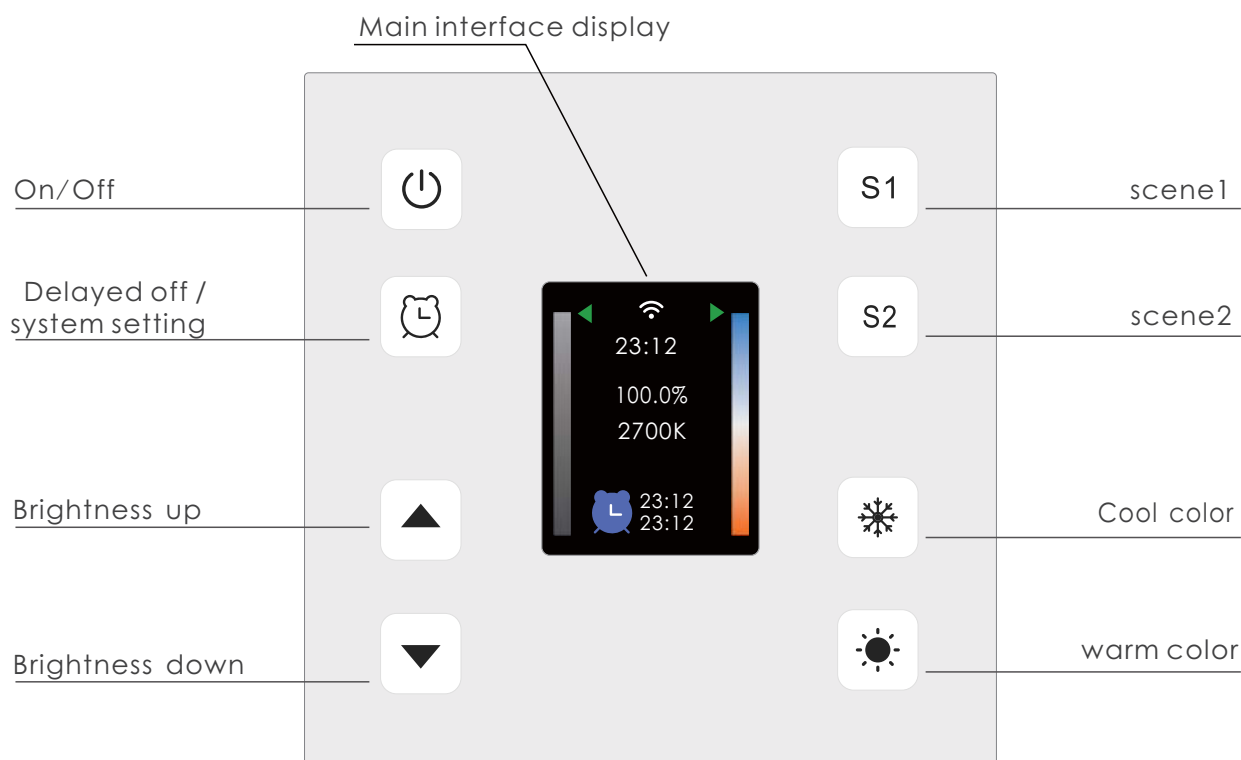 Main interface display
On/Off
S1
scene1
Delayed off /
system setting
S2
scene2
23:12
100.0%
2700K
23:12
23:12
Brightness up
Cool color
Brightness down
warm color